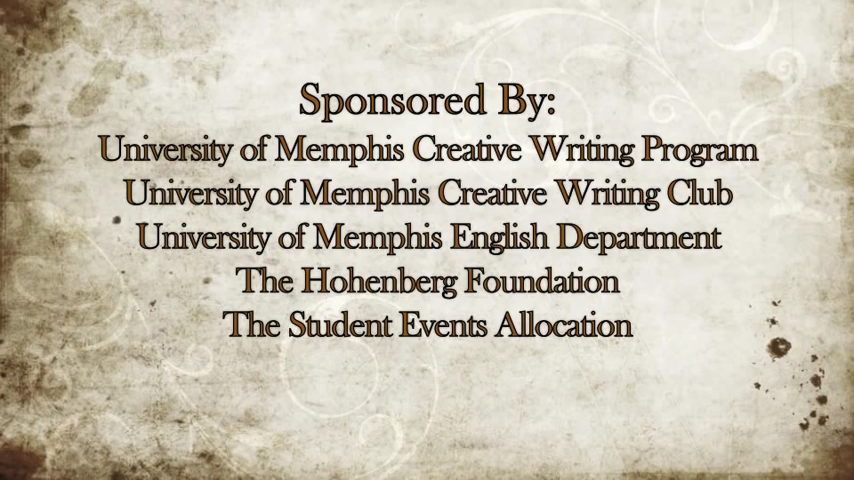 Sponsored By:
University of Memphis Creative Writing Program
University of Memphis Creative Writing Club
University of Memphis English Department
The Hohenberg Foundation
The Student Events Allocation